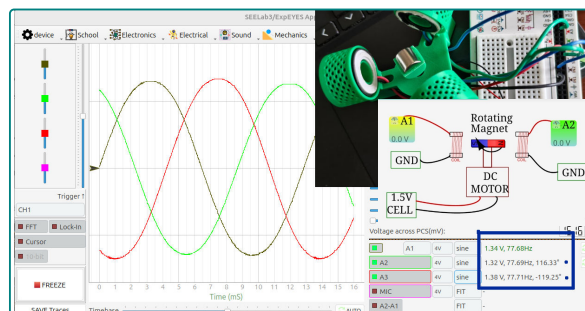 SEELab3/ExpEYES Ap
device School Electronics Electrical Sound Mechanics
Trigger
CH1
FFT Lock-In
Cursor
FREEZE
SAVE Traces
0 1 2 3 4 5 6 7 8 9 10 11 12 13 14 15 16
Time (mS)
Timebase
AUTO
A1
0.0 V
Rotating
Magnet
A2
0.0 V
GND
COIL
COIL
GND
DC
MOTOR
1.5V
CELL
Voltage across PCS(mV):
A1 4V sine 1.34 V, 77.68Hz
A2 4V sine 1.32 V, 77.69Hz, 116.33°
A3 4V sine 1.38 V, 77.71Hz, -119.25°
MIC 4V FIT -
A2-A1 FIT -